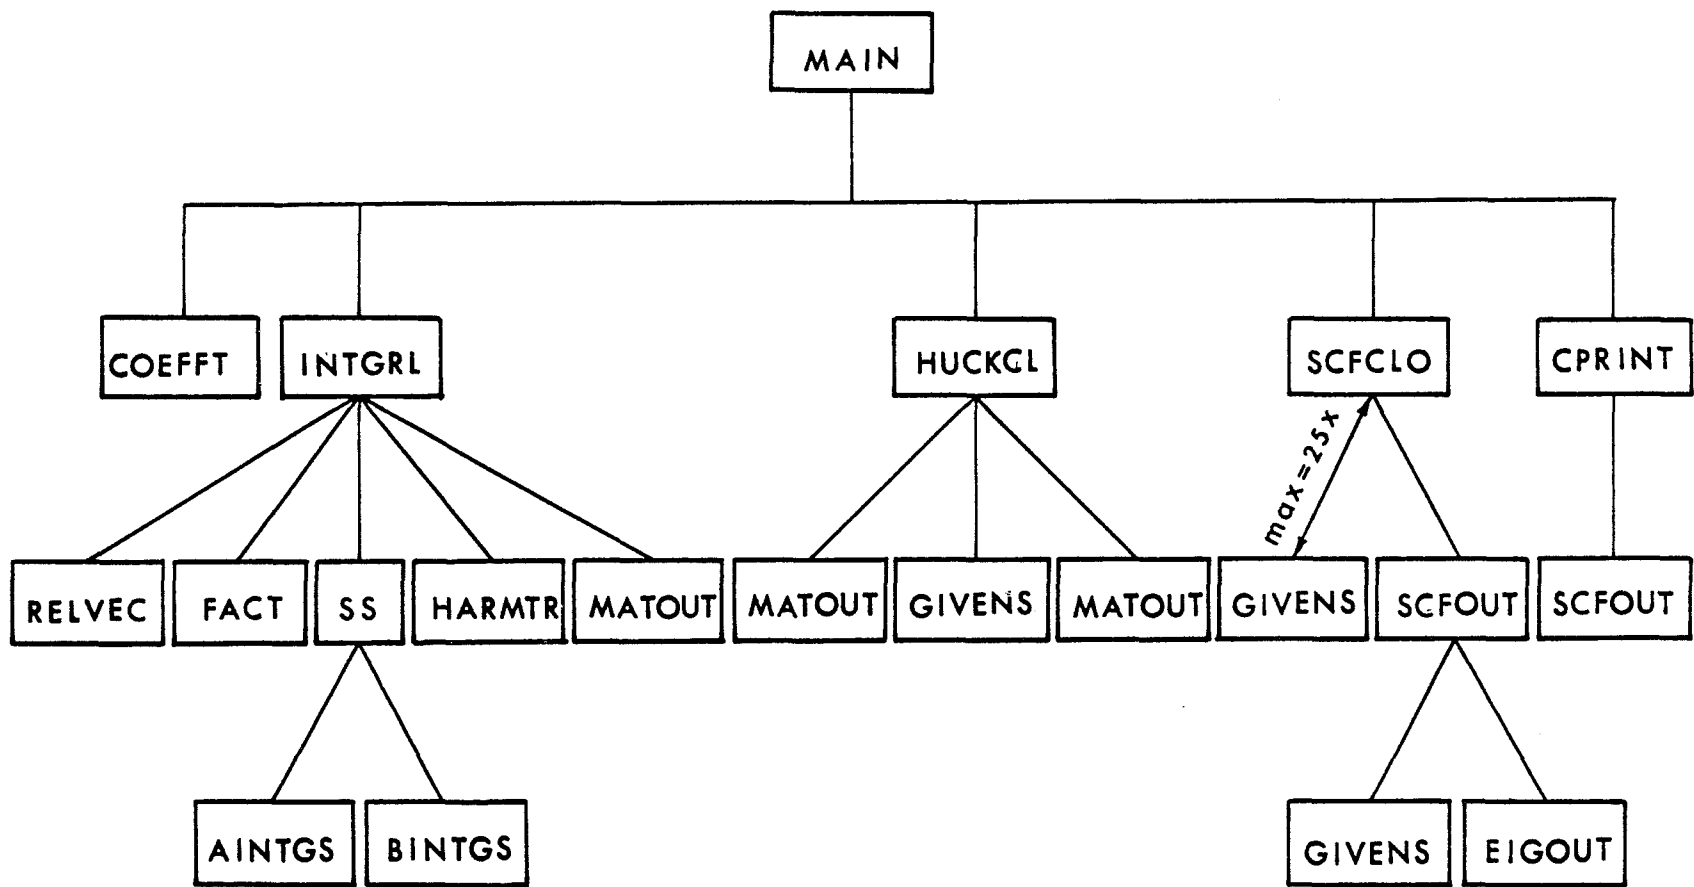 MAIN
COEFFT INTGRL HUCKCL SCFCLO CPRINT
max=25x
RELVEC FACT SS HARMTR MATOUT MATOUT GIVENS MATOUT GIVENS SCFOUT SCFOUT
AINTGS BINTGS GIVENS EIGOUT